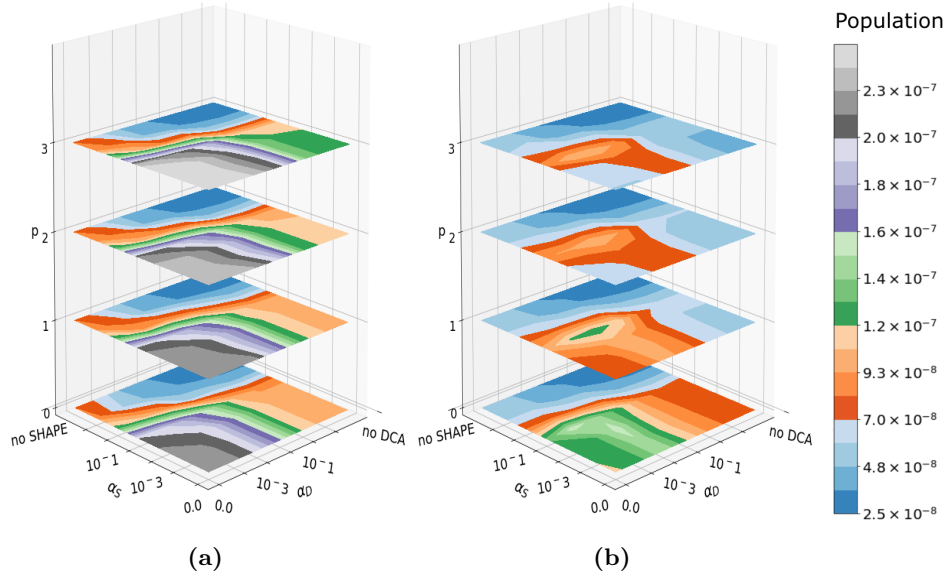 Population
2.3 × 10⁻⁷
2.0 × 10⁻⁷
1.8 × 10⁻⁷
1.6 × 10⁻⁷
1.4 × 10⁻⁷
1.2 × 10⁻⁷
9.3 × 10⁻⁸
7.0 × 10⁻⁸
4.8 × 10⁻⁸
2.5 × 10⁻⁸
3
p 2
1
0
no SHAPE
10⁻¹
αS 10⁻³
0.0
0.0
10⁻³ αD
10⁻¹
no DCA
(a)
3
p 2
1
0
no SHAPE
10⁻¹
αS 10⁻³
0.0
0.0
10⁻³ αD
10⁻¹
no DCA
(b)